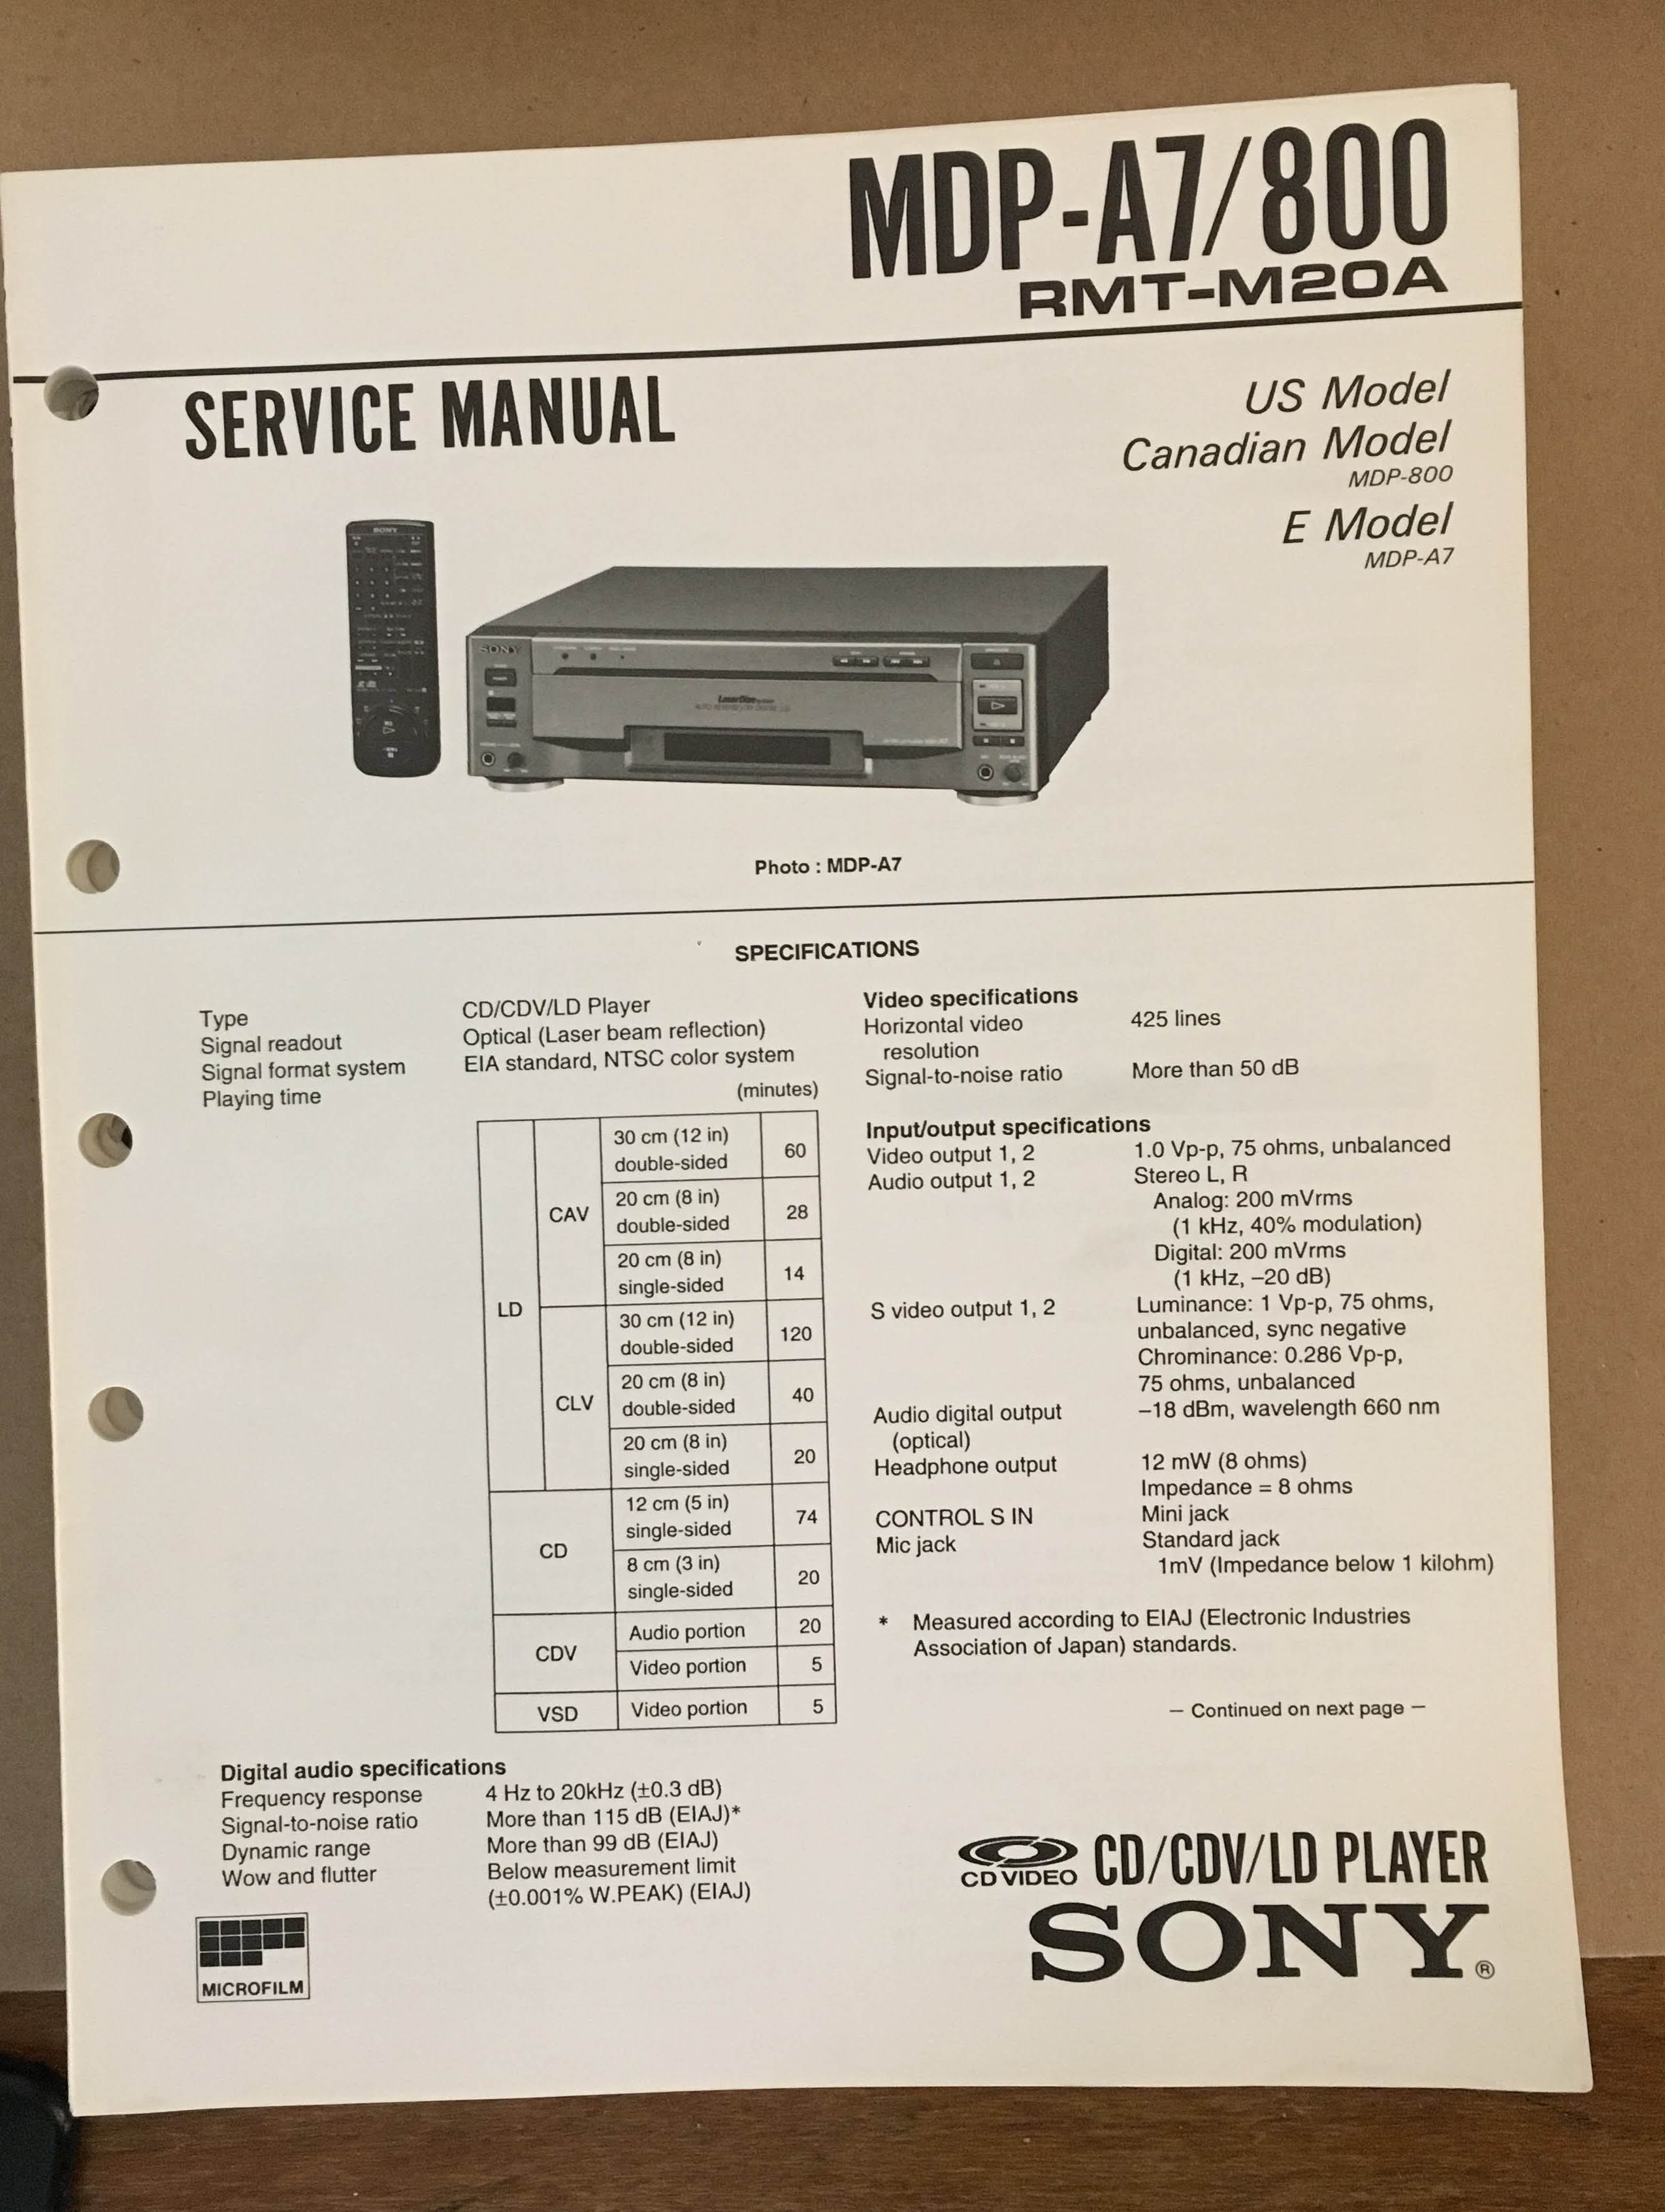 MDP-A7/800
RMT-M20A
SERVICE MANUAL
US Model
Canadian Model
MDP-800
E Model
MDP-A7
SONY
SONY
LaserDisc
Photo : MDP-A7
SPECIFICATIONS
Type CD/CDV/LD Player
Signal readout Optical (Laser beam reflection)
Signal format system EIA standard, NTSC color system
Playing time (minutes)
LD CAV 30 cm (12 in) double-sided 60
20 cm (8 in) double-sided 28
20 cm (8 in) single-sided 14
CLV 30 cm (12 in) double-sided 120
20 cm (8 in) double-sided 40
20 cm (8 in) single-sided 20
CD 12 cm (5 in) single-sided 74
8 cm (3 in) single-sided 20
CDV Audio portion 20
Video portion 5
VSD Video portion 5
Digital audio specifications
Frequency response 4 Hz to 20kHz (±0.3 dB)
Signal-to-noise ratio More than 115 dB (EIAJ)*
Dynamic range More than 99 dB (EIAJ)
Wow and flutter Below measurement limit
(±0.001% W.PEAK) (EIAJ)
Video specifications
Horizontal video 425 lines
resolution
Signal-to-noise ratio More than 50 dB
Input/output specifications
Video output 1, 2 1.0 Vp-p, 75 ohms, unbalanced
Audio output 1, 2 Stereo L, R
Analog: 200 mVrms
(1 kHz, 40% modulation)
Digital: 200 mVrms
(1 kHz, –20 dB)
S video output 1, 2 Luminance: 1 Vp-p, 75 ohms,
unbalanced, sync negative
Chrominance: 0.286 Vp-p,
75 ohms, unbalanced
Audio digital output –18 dBm, wavelength 660 nm
(optical)
Headphone output 12 mW (8 ohms)
Impedance = 8 ohms
CONTROL S IN Mini jack
Mic jack Standard jack
1mV (Impedance below 1 kilohm)
* Measured according to EIAJ (Electronic Industries
Association of Japan) standards.
— Continued on next page —
MICROFILM
CD VIDEO CD/CDV/LD PLAYER
SONY®